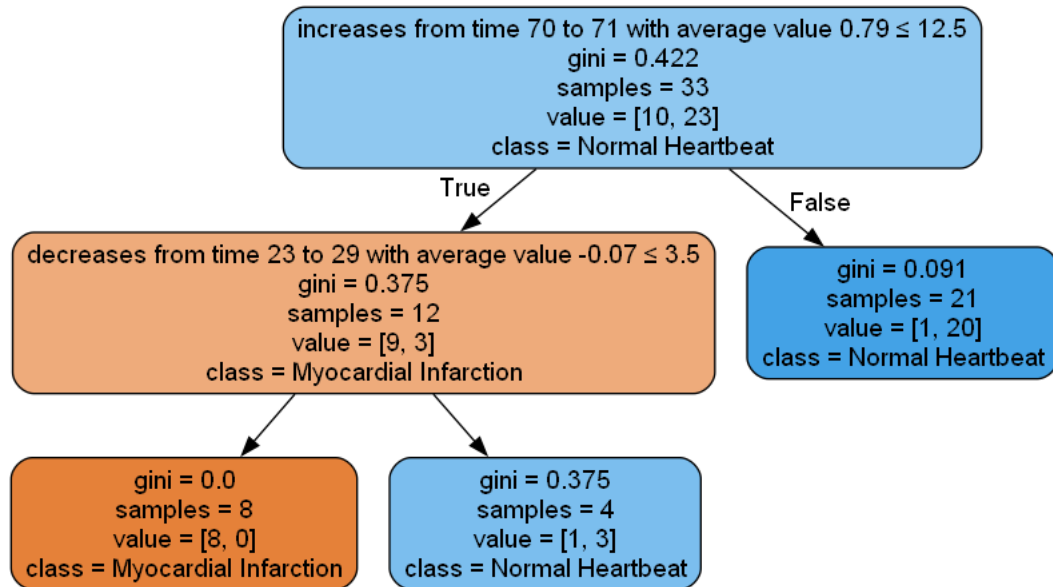 increases from time 70 to 71 with average value 0.79 ≤ 12.5
gini = 0.422
samples = 33
value = [10, 23]
class = Normal Heartbeat
True
False
decreases from time 23 to 29 with average value -0.07 ≤ 3.5
gini = 0.375
samples = 12
value = [9, 3]
class = Myocardial Infarction
gini = 0.091
samples = 21
value = [1, 20]
class = Normal Heartbeat
gini = 0.0
samples = 8
value = [8, 0]
class = Myocardial Infarction
gini = 0.375
samples = 4
value = [1, 3]
class = Normal Heartbeat